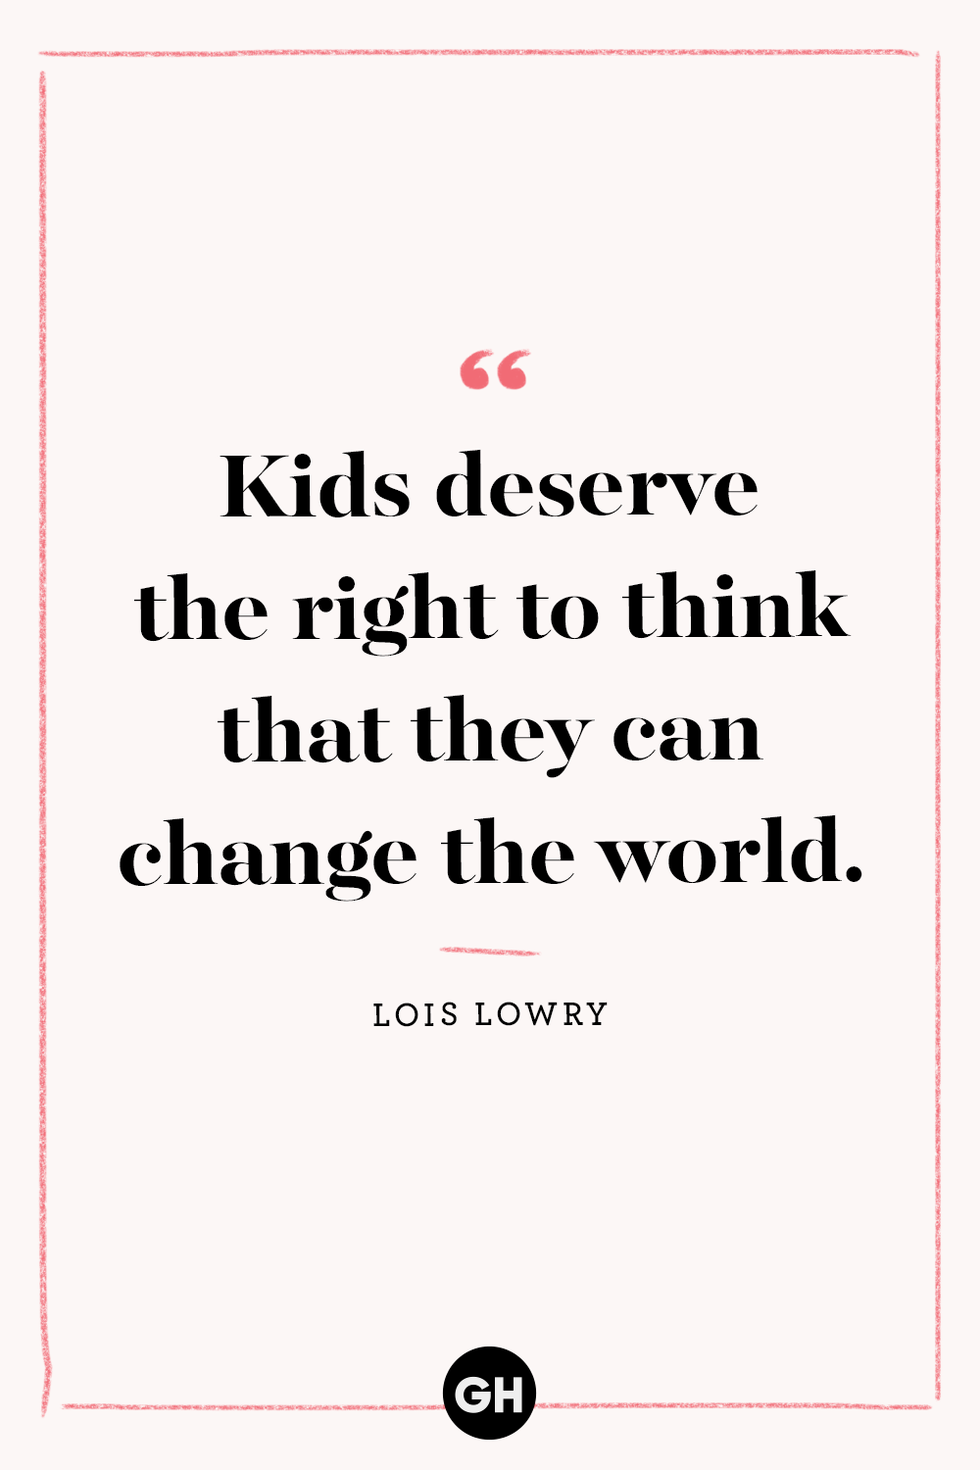 “
Kids deserve
the right to think
that they can
change the world.
LOIS LOWRY
GH